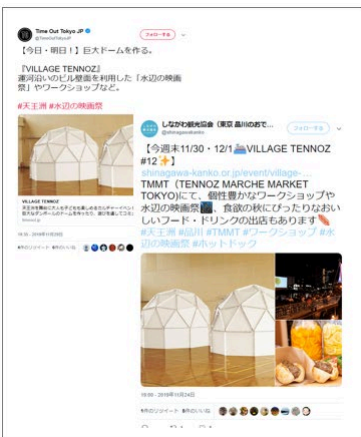 Time Out Tokyo JP
@TimeOutTokyoJP
フォローする
【今日・明日！】巨大ドームを作る。
『VILLAGE TENNOZ』
運河沿いのビル壁面を利用した「水辺の映画
祭」やワークショップなど。
#天王洲 #水辺の映画祭
VILLAGE TENNOZ
しながわ観光協会（東京 品川のおで...
@shinagawakanko
フォローする
【今週末11/30・12/1🚢VILLAGE TENNOZ
#12✨】
shinagawa-kanko.or.jp/event/village-...
TMMT（TENNOZ MARCHE MARKET
TOKYO)にて、個性豊かなワークショップや
水辺の映画祭🎬、食欲の秋にぴったりなおい
しいフード・ドリンクの出店もあります🌭
#天王洲 #品川 #TMMT #ワークショップ #水
辺の映画祭 #ホットドック